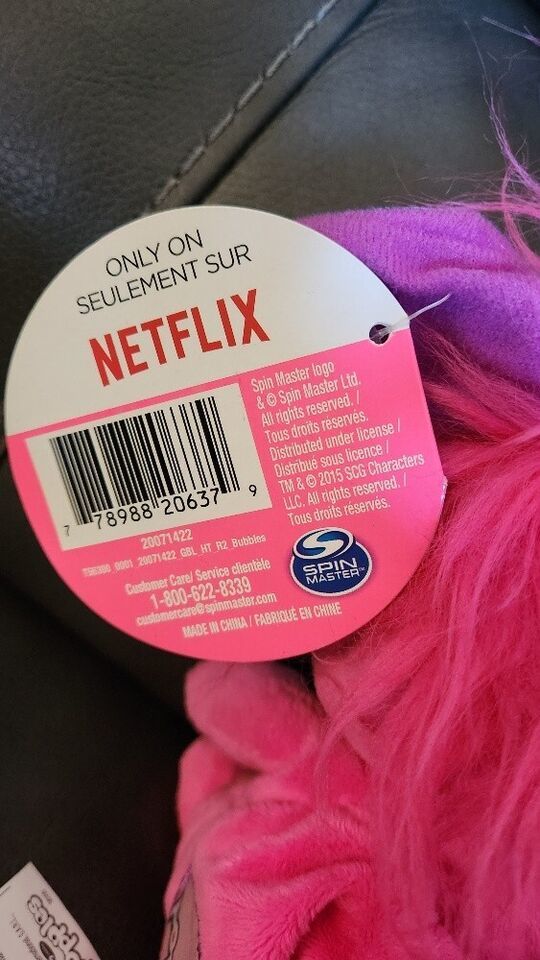 ONLY ON
SEULEMENT SUR
NETFLIX
Spin Master logo
& © Spin Master Ltd.
All rights reserved. /
Tous droits réservés.
Distributed under license /
Distribué sous licence /
TM & © 2015 SCG Characters
LLC. All rights reserved. /
Tous droits réservés.
7 78988 20637 9
20071422
T56300_0001_20071422_GBL_HT_R2_Bubbles
Customer Care/ Service clientèle
1-800-622-8339
customercare@spinmaster.com
MADE IN CHINA / FABRIQUÉ EN CHINE
SPIN
MASTER™